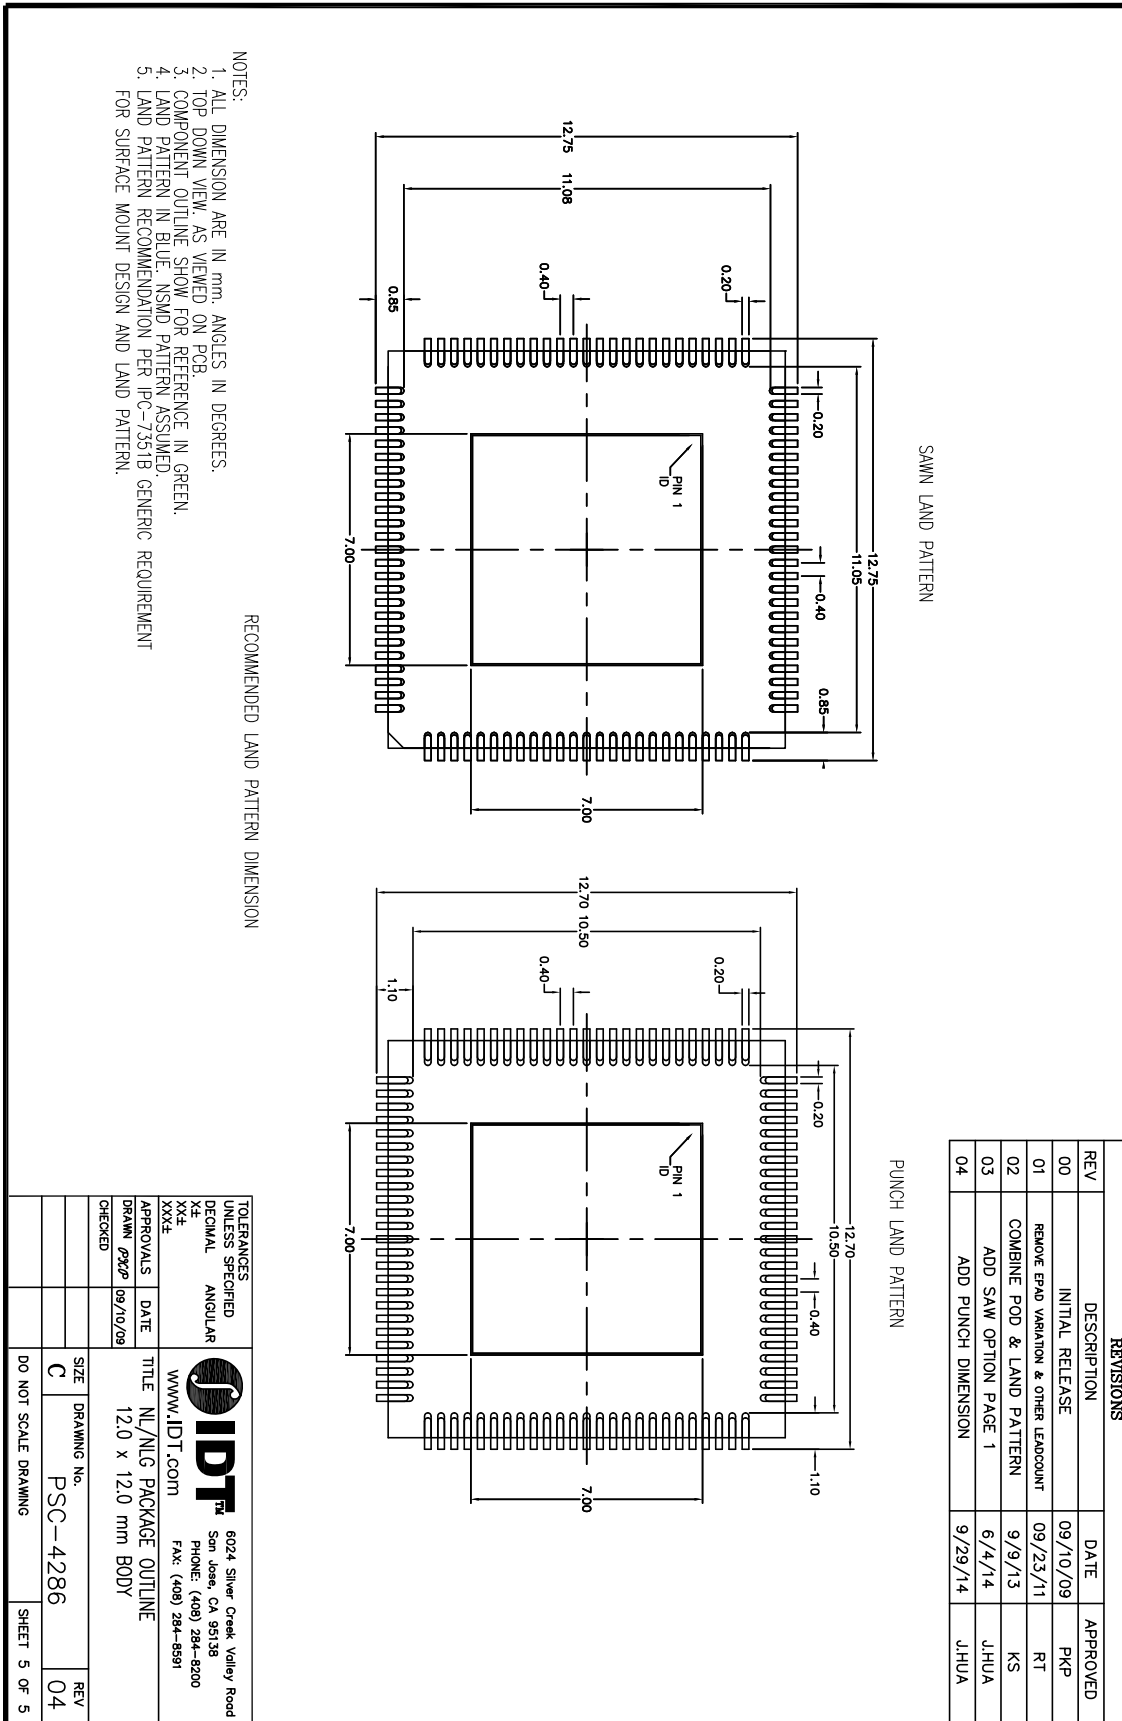 REVISIONS
REV DESCRIPTION DATE APPROVED
00 INITIAL RELEASE 09/10/09 PKP
01 REMOVE EPAD VARIATION & OTHER LEADCOUNT 09/23/11 RT
02 COMBINE POD & LAND PATTERN 9/9/13 KS
03 ADD SAW OPTION PAGE 1 6/4/14 J.HUA
04 ADD PUNCH DIMENSION 9/29/14 J.HUA
SAWN LAND PATTERN
12.75
11.05
0.20
0.40
0.85
12.75
11.08
0.20
0.40
0.85
PIN 1
ID
7.00
7.00
PUNCH LAND PATTERN
12.70
10.50
0.20
0.40
1.10
12.70
10.50
0.20
0.40
1.10
PIN 1
ID
7.00
7.00
RECOMMENDED LAND PATTERN DIMENSION
NOTES:
1. ALL DIMENSION ARE IN mm. ANGLES IN DEGREES.
2. TOP DOWN VIEW. AS VIEWED ON PCB.
3. COMPONENT OUTLINE SHOW FOR REFERENCE IN GREEN.
4. LAND PATTERN IN BLUE. NSMD PATTERN ASSUMED.
5. LAND PATTERN RECOMMENDATION PER IPC-7351B GENERIC REQUIREMENT
FOR SURFACE MOUNT DESIGN AND LAND PATTERN.
TOLERANCES
UNLESS SPECIFIED
DECIMAL ANGULAR
X±
XX±
XXX±
APPROVALS DATE
DRAWN PKP 09/10/09
CHECKED
IDT™
www.IDT.com
6024 Silver Creek Valley Road
San Jose, CA 95138
PHONE: (408) 284-8200
FAX: (408) 284-8591
TITLE NL/NLG PACKAGE OUTLINE
12.0 x 12.0 mm BODY
SIZE DRAWING No. REV
C PSC-4286 04
DO NOT SCALE DRAWING SHEET 5 OF 5